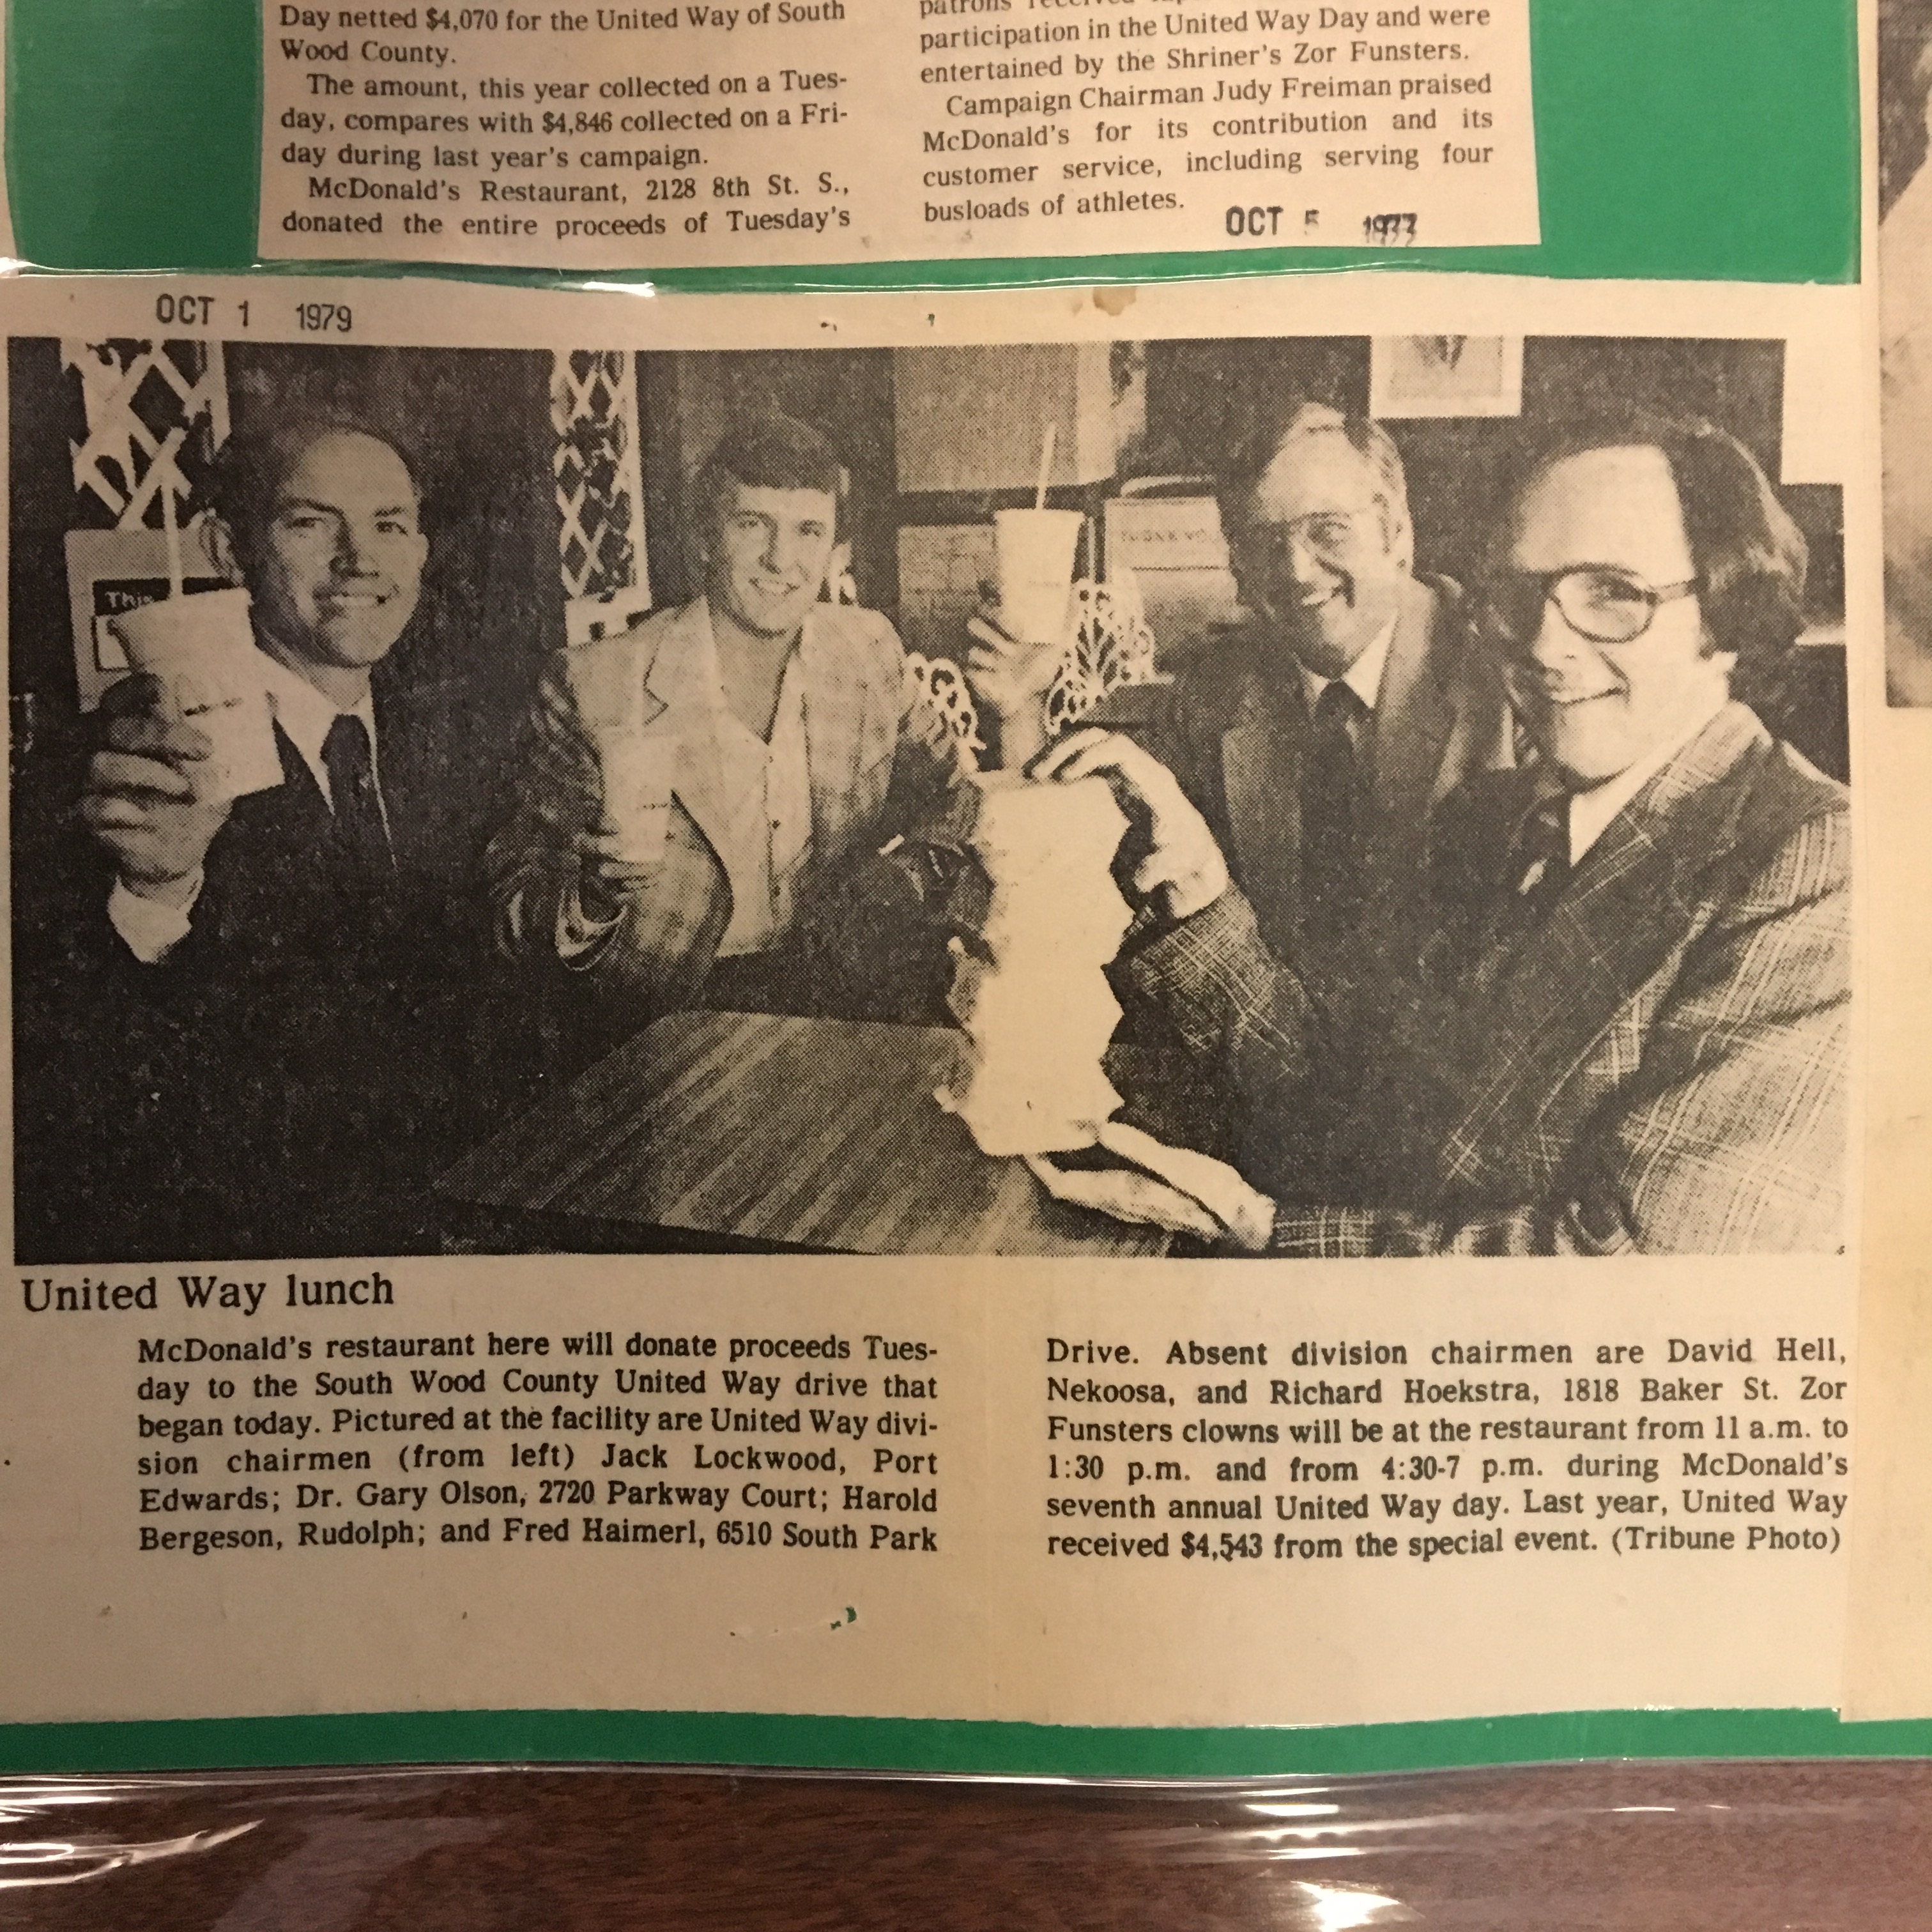 Day netted $4,070 for the United Way of South
Wood County.
The amount, this year collected on a Tues-
day, compares with $4,846 collected on a Fri-
day during last year's campaign.
McDonald's Restaurant, 2128 8th St. S.,
donated the entire proceeds of Tuesday's
patrons received
participation in the United Way Day and were
entertained by the Shriner's Zor Funsters.
Campaign Chairman Judy Freiman praised
McDonald's for its contribution and its
customer service, including serving four
busloads of athletes.
OCT 5 1977
OCT 1 1979
This
THANK YO
United Way lunch
McDonald's restaurant here will donate proceeds Tues-
day to the South Wood County United Way drive that
began today. Pictured at the facility are United Way divi-
sion chairmen (from left) Jack Lockwood, Port
Edwards; Dr. Gary Olson, 2720 Parkway Court; Harold
Bergeson, Rudolph; and Fred Haimerl, 6510 South Park
Drive. Absent division chairmen are David Hell,
Nekoosa, and Richard Hoekstra, 1818 Baker St. Zor
Funsters clowns will be at the restaurant from 11 a.m. to
1:30 p.m. and from 4:30-7 p.m. during McDonald's
seventh annual United Way day. Last year, United Way
received $4,543 from the special event. (Tribune Photo)